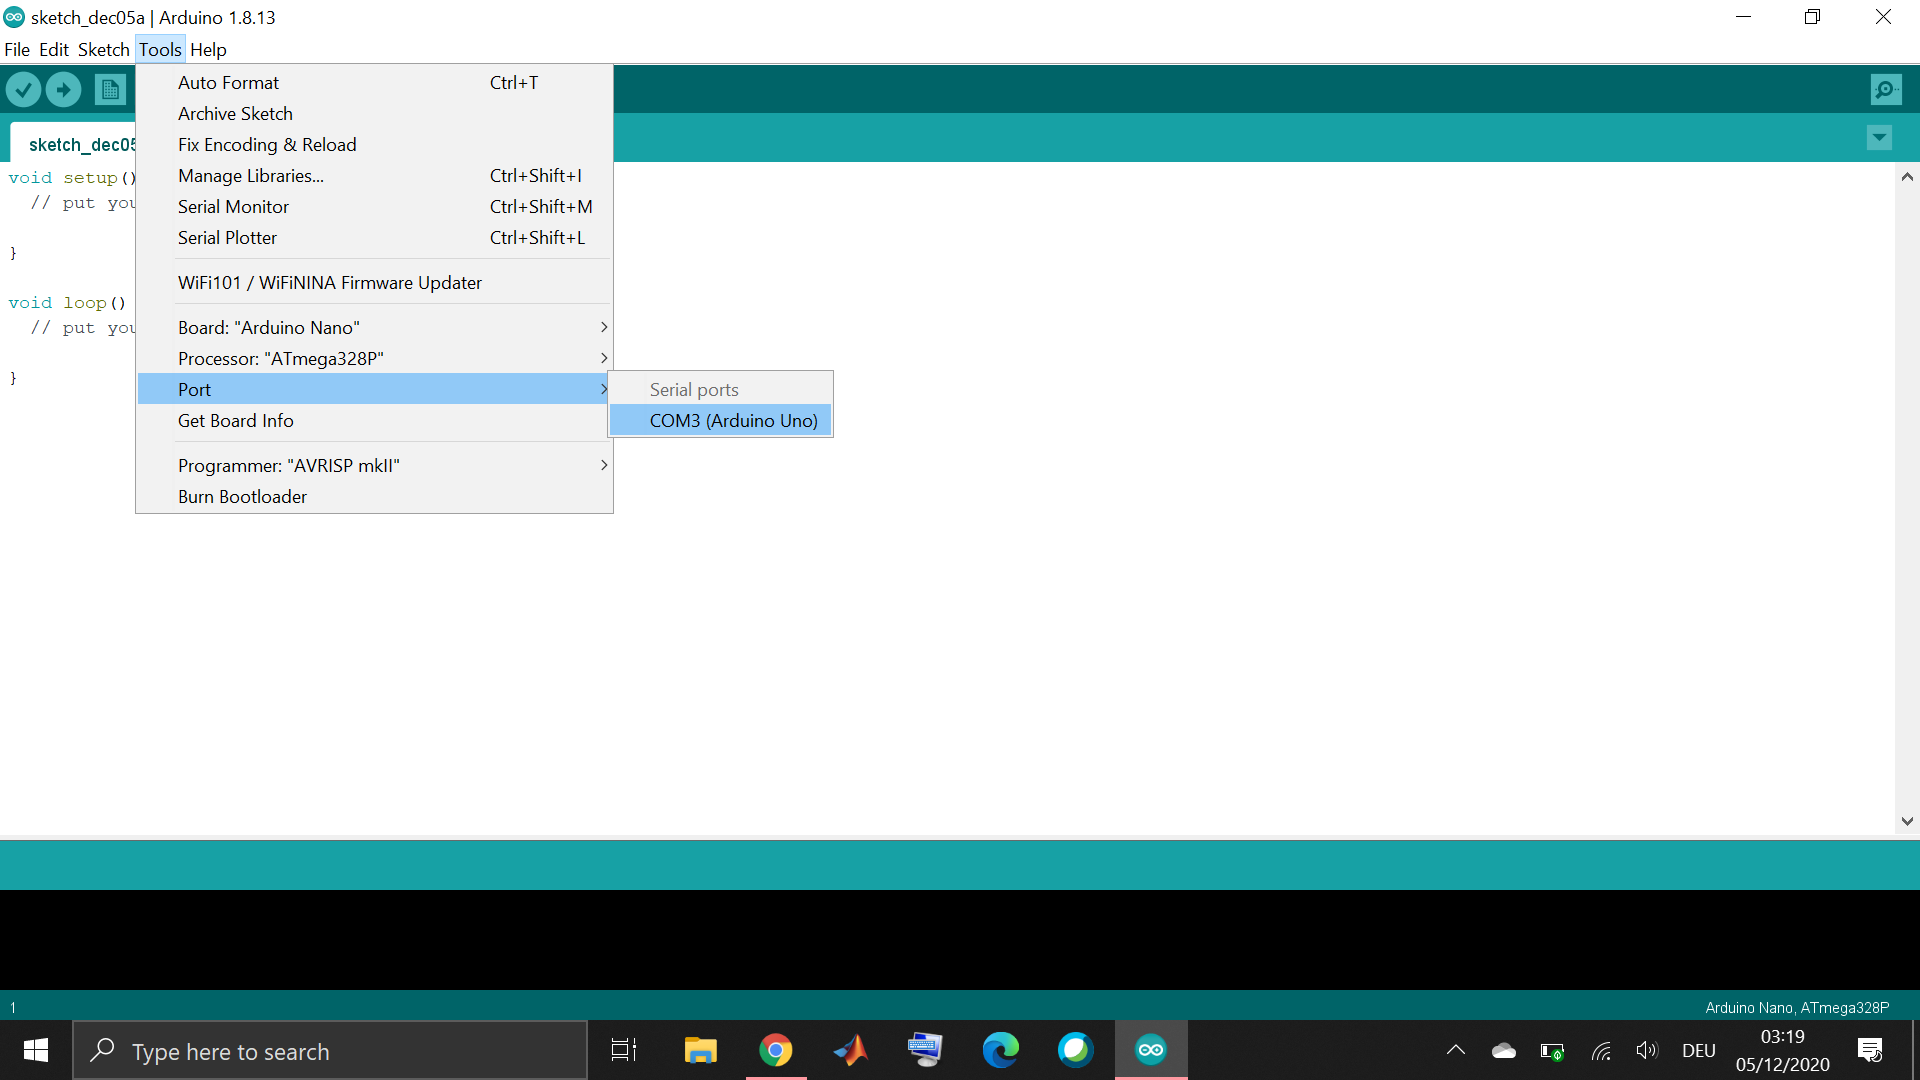 sketch_dec05a | Arduino 1.8.13
File Edit Sketch Tools Help
Auto Format Ctrl+T
Archive Sketch
Fix Encoding & Reload
Manage Libraries... Ctrl+Shift+I
Serial Monitor Ctrl+Shift+M
Serial Plotter Ctrl+Shift+L
WiFi101 / WiFiNINA Firmware Updater
Board: "Arduino Nano"
Processor: "ATmega328P"
Port
Get Board Info
Programmer: "AVRISP mkII"
Burn Bootloader
Serial ports
COM3 (Arduino Uno)
sketch_dec05
void setup()
// put you
}
void loop()
// put you
}
1
Arduino Nano, ATmega328P
Type here to search
DEU
03:19
05/12/2020